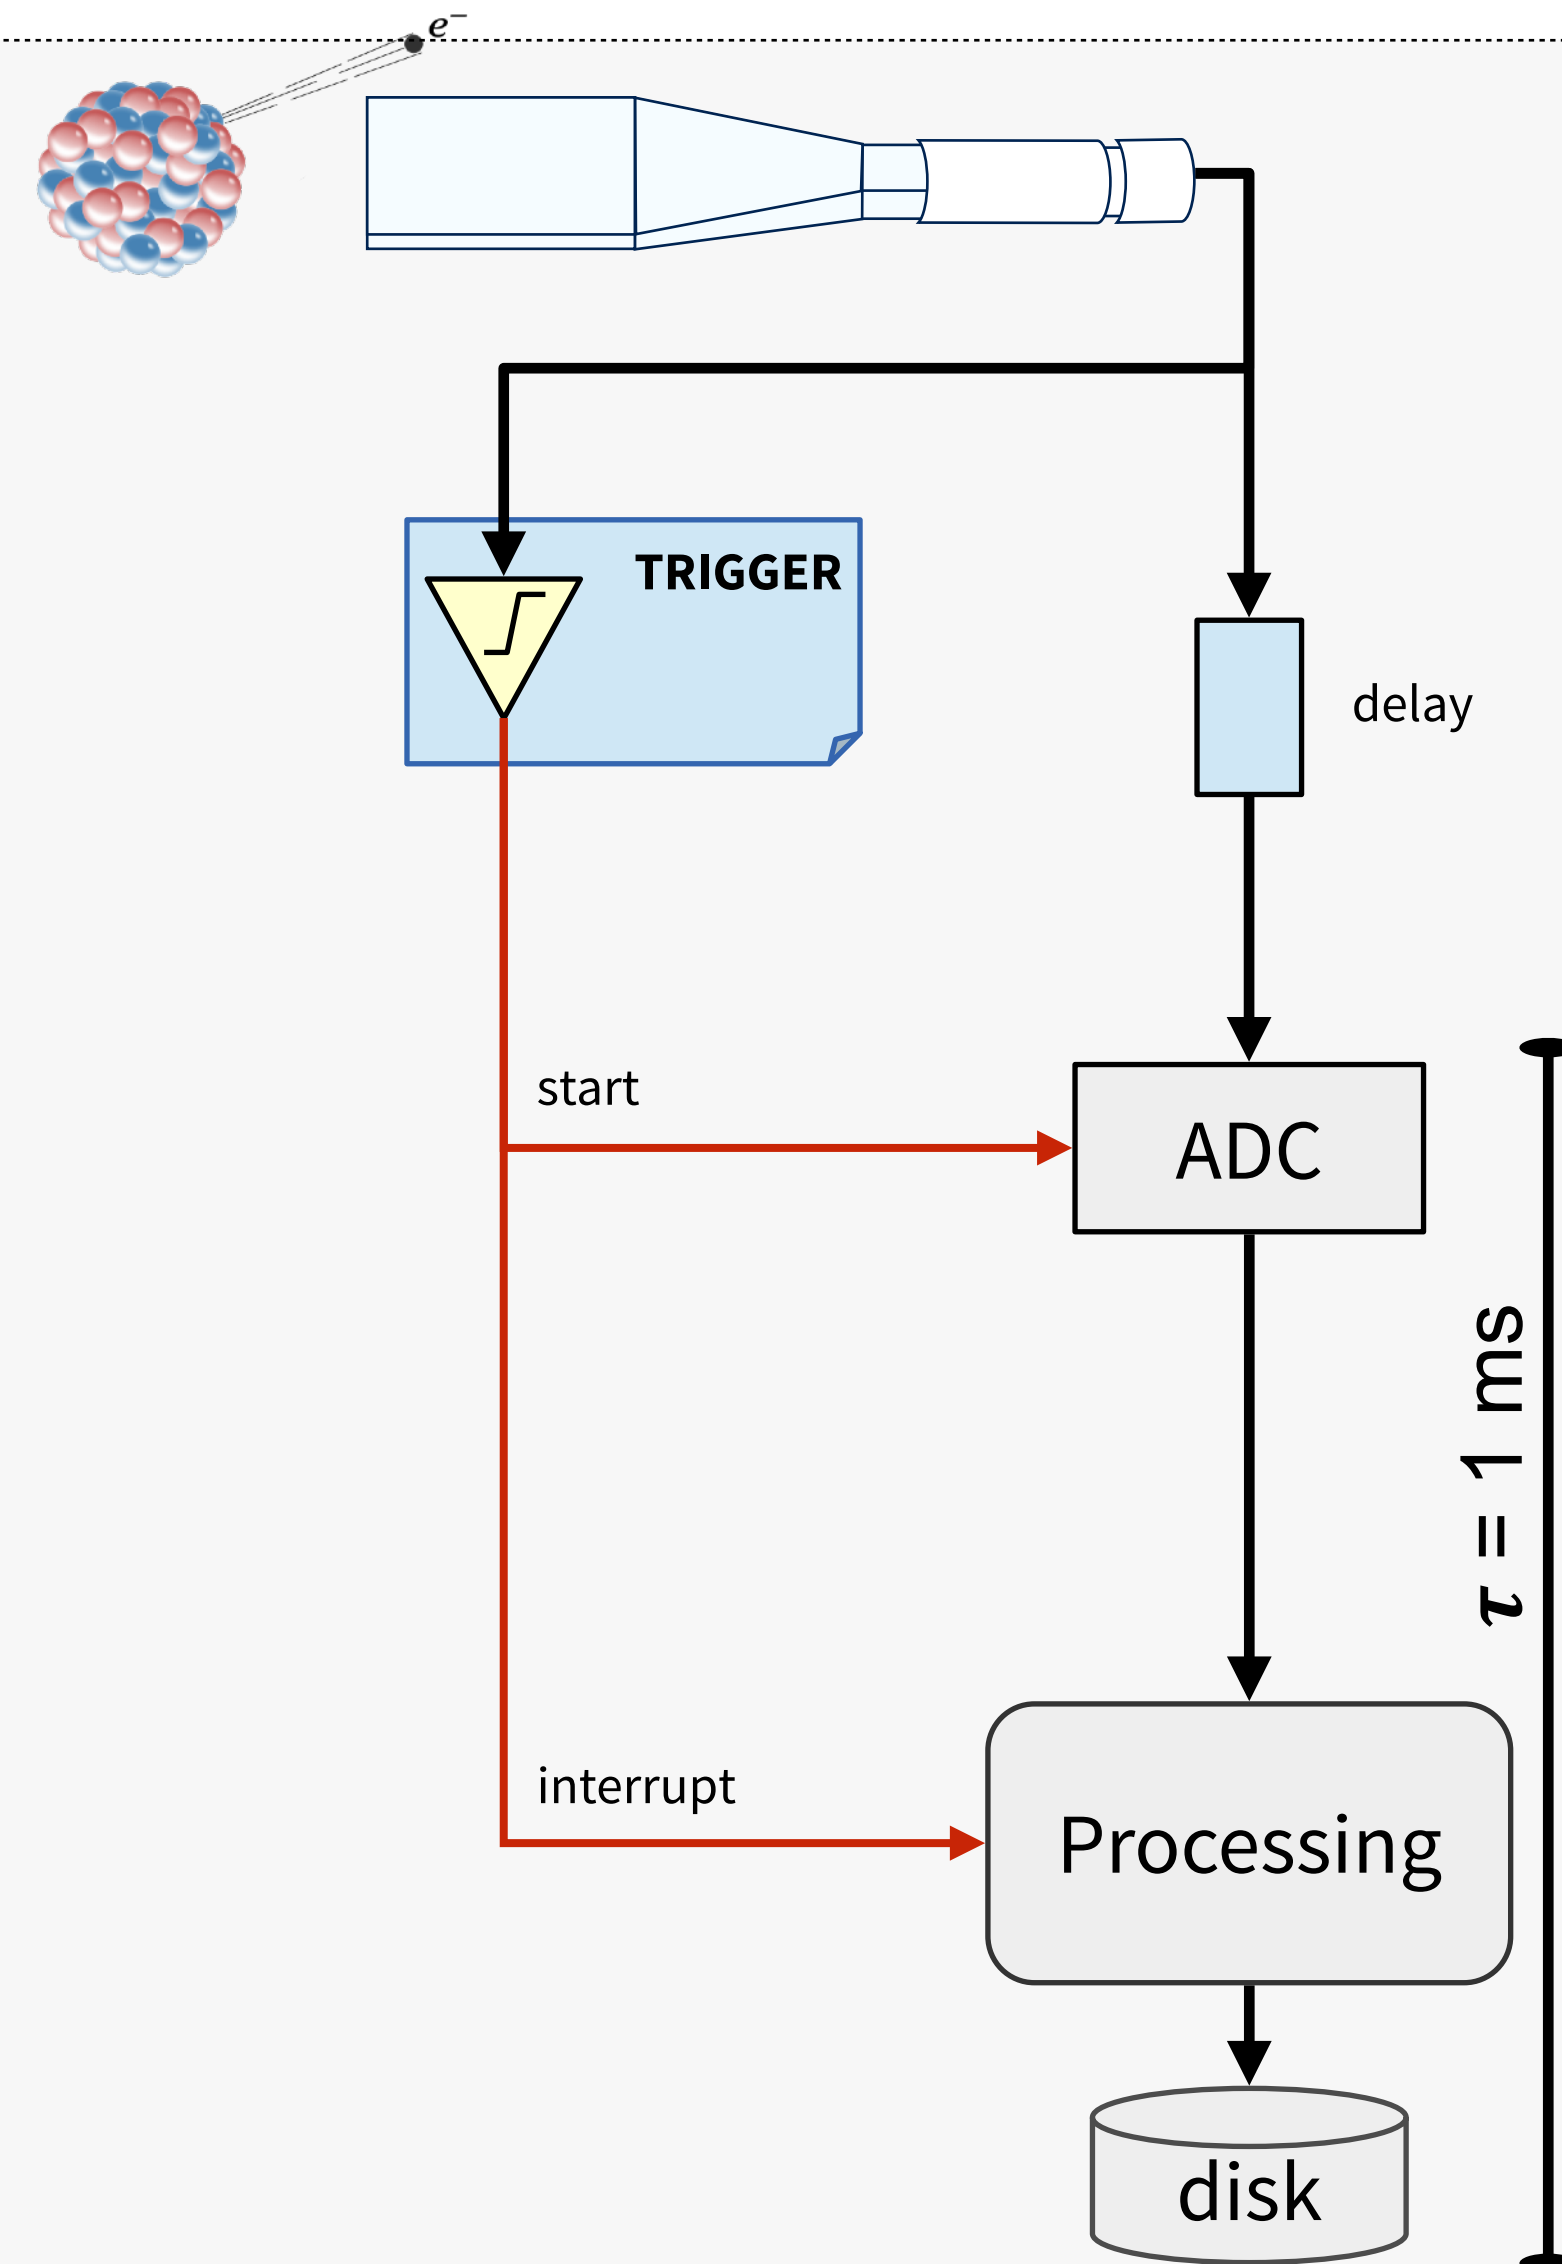 e⁻
TRIGGER
delay
start
ADC
τ = 1 ms
interrupt
Processing
disk